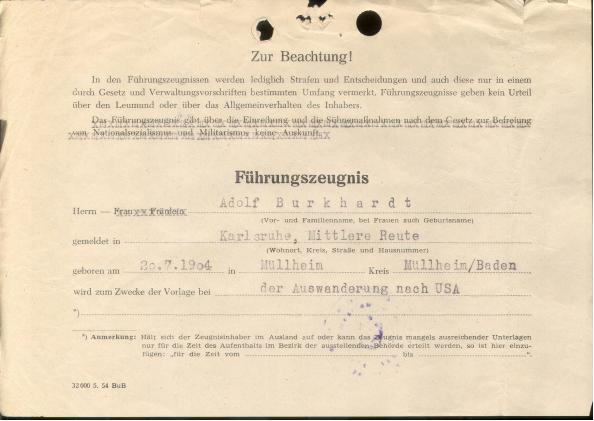 Zur Beachtung!
In den Führungszeugnissen werden lediglich Strafen und Entscheidungen und auch diese nur in einem
durch Gesetz und Verwaltungsvorschriften bestimmten Umfang vermerkt. Führungszeugnisse geben kein Urteil
über den Leumund oder über das Allgemeinverhalten des Inhabers.
Das Führungszeugnis gibt über die Einreihung und die Sühnemaßnahmen nach dem Gesetz zur Befreiung
von Nationalsozialismus und Militarismus keine Auskunft.
Führungszeugnis
Herrn — Frau — Fräulein Adolf Burkhardt
(Vor- und Familienname, bei Frauen auch Geburtsname)
gemeldet in Karlsruhe, Mittlere Reute
(Wohnort, Kreis, Straße und Hausnummer)
geboren am 20.7.1904 in Müllheim Kreis Müllheim/Baden
wird zum Zwecke der Vorlage bei der Auswanderung nach USA
*)
*) Anmerkung: Hält sich der Zeugnisinhaber im Ausland auf oder kann das Zeugnis mangels ausreichender Unterlagen
nur für die Zeit des Aufenthalts im Bezirk der ausstellenden Behörde erteilt werden, so ist hier einzu-
fügen: „für die Zeit vom bis “.
32000 5. 54 BuB